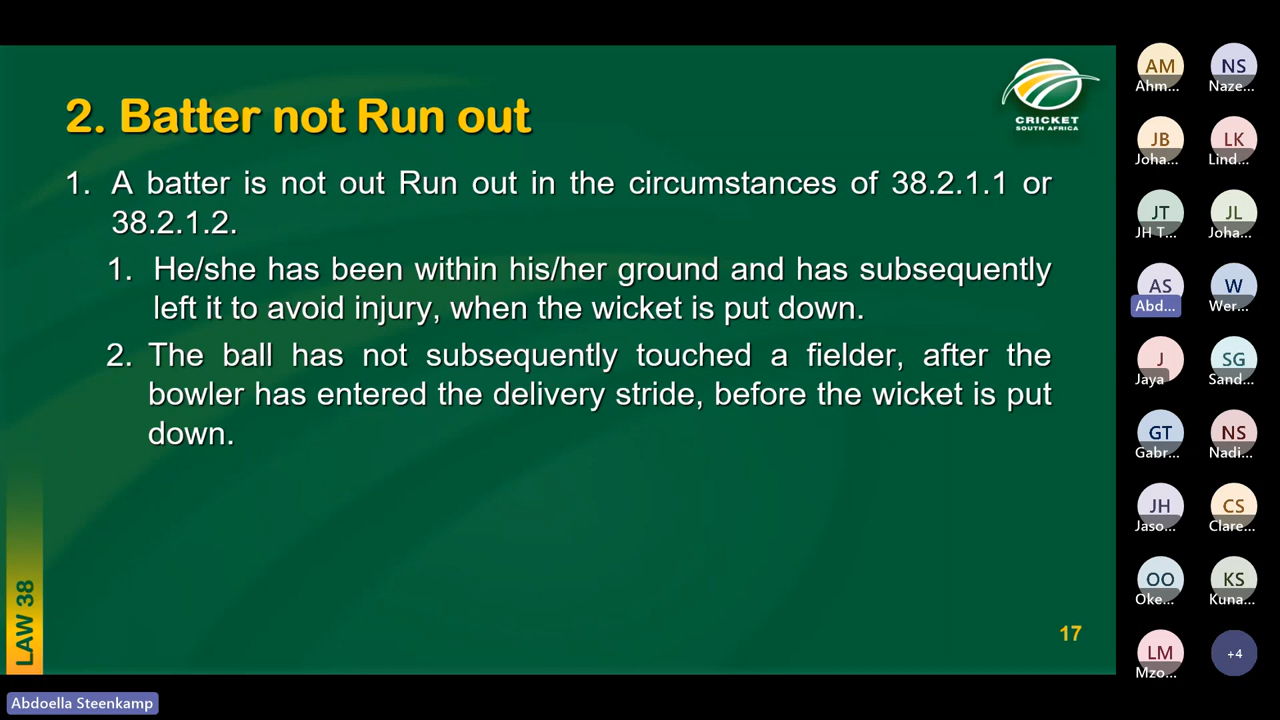 2. Batter not Run out
CRICKET
SOUTH AFRICA
1. A batter is not out Run out in the circumstances of 38.2.1.1 or
38.2.1.2.
1. He/she has been within his/her ground and has subsequently
left it to avoid injury, when the wicket is put down.
2. The ball has not subsequently touched a fielder, after the
bowler has entered the delivery stride, before the wicket is put
down.
LAW 38
17
Abdoella Steenkamp
AM
Ahm...
NS
Naze...
JB
Joha...
LK
Lind...
JT
JH T...
JL
Joha...
AS
Abd...
W
Wer...
J
Jaya
SG
Sand...
GT
Gabr...
NS
Nadi...
JH
Jaso...
CS
Clare...
OO
Oke...
KS
Kuna...
LM
Mzo...
+4